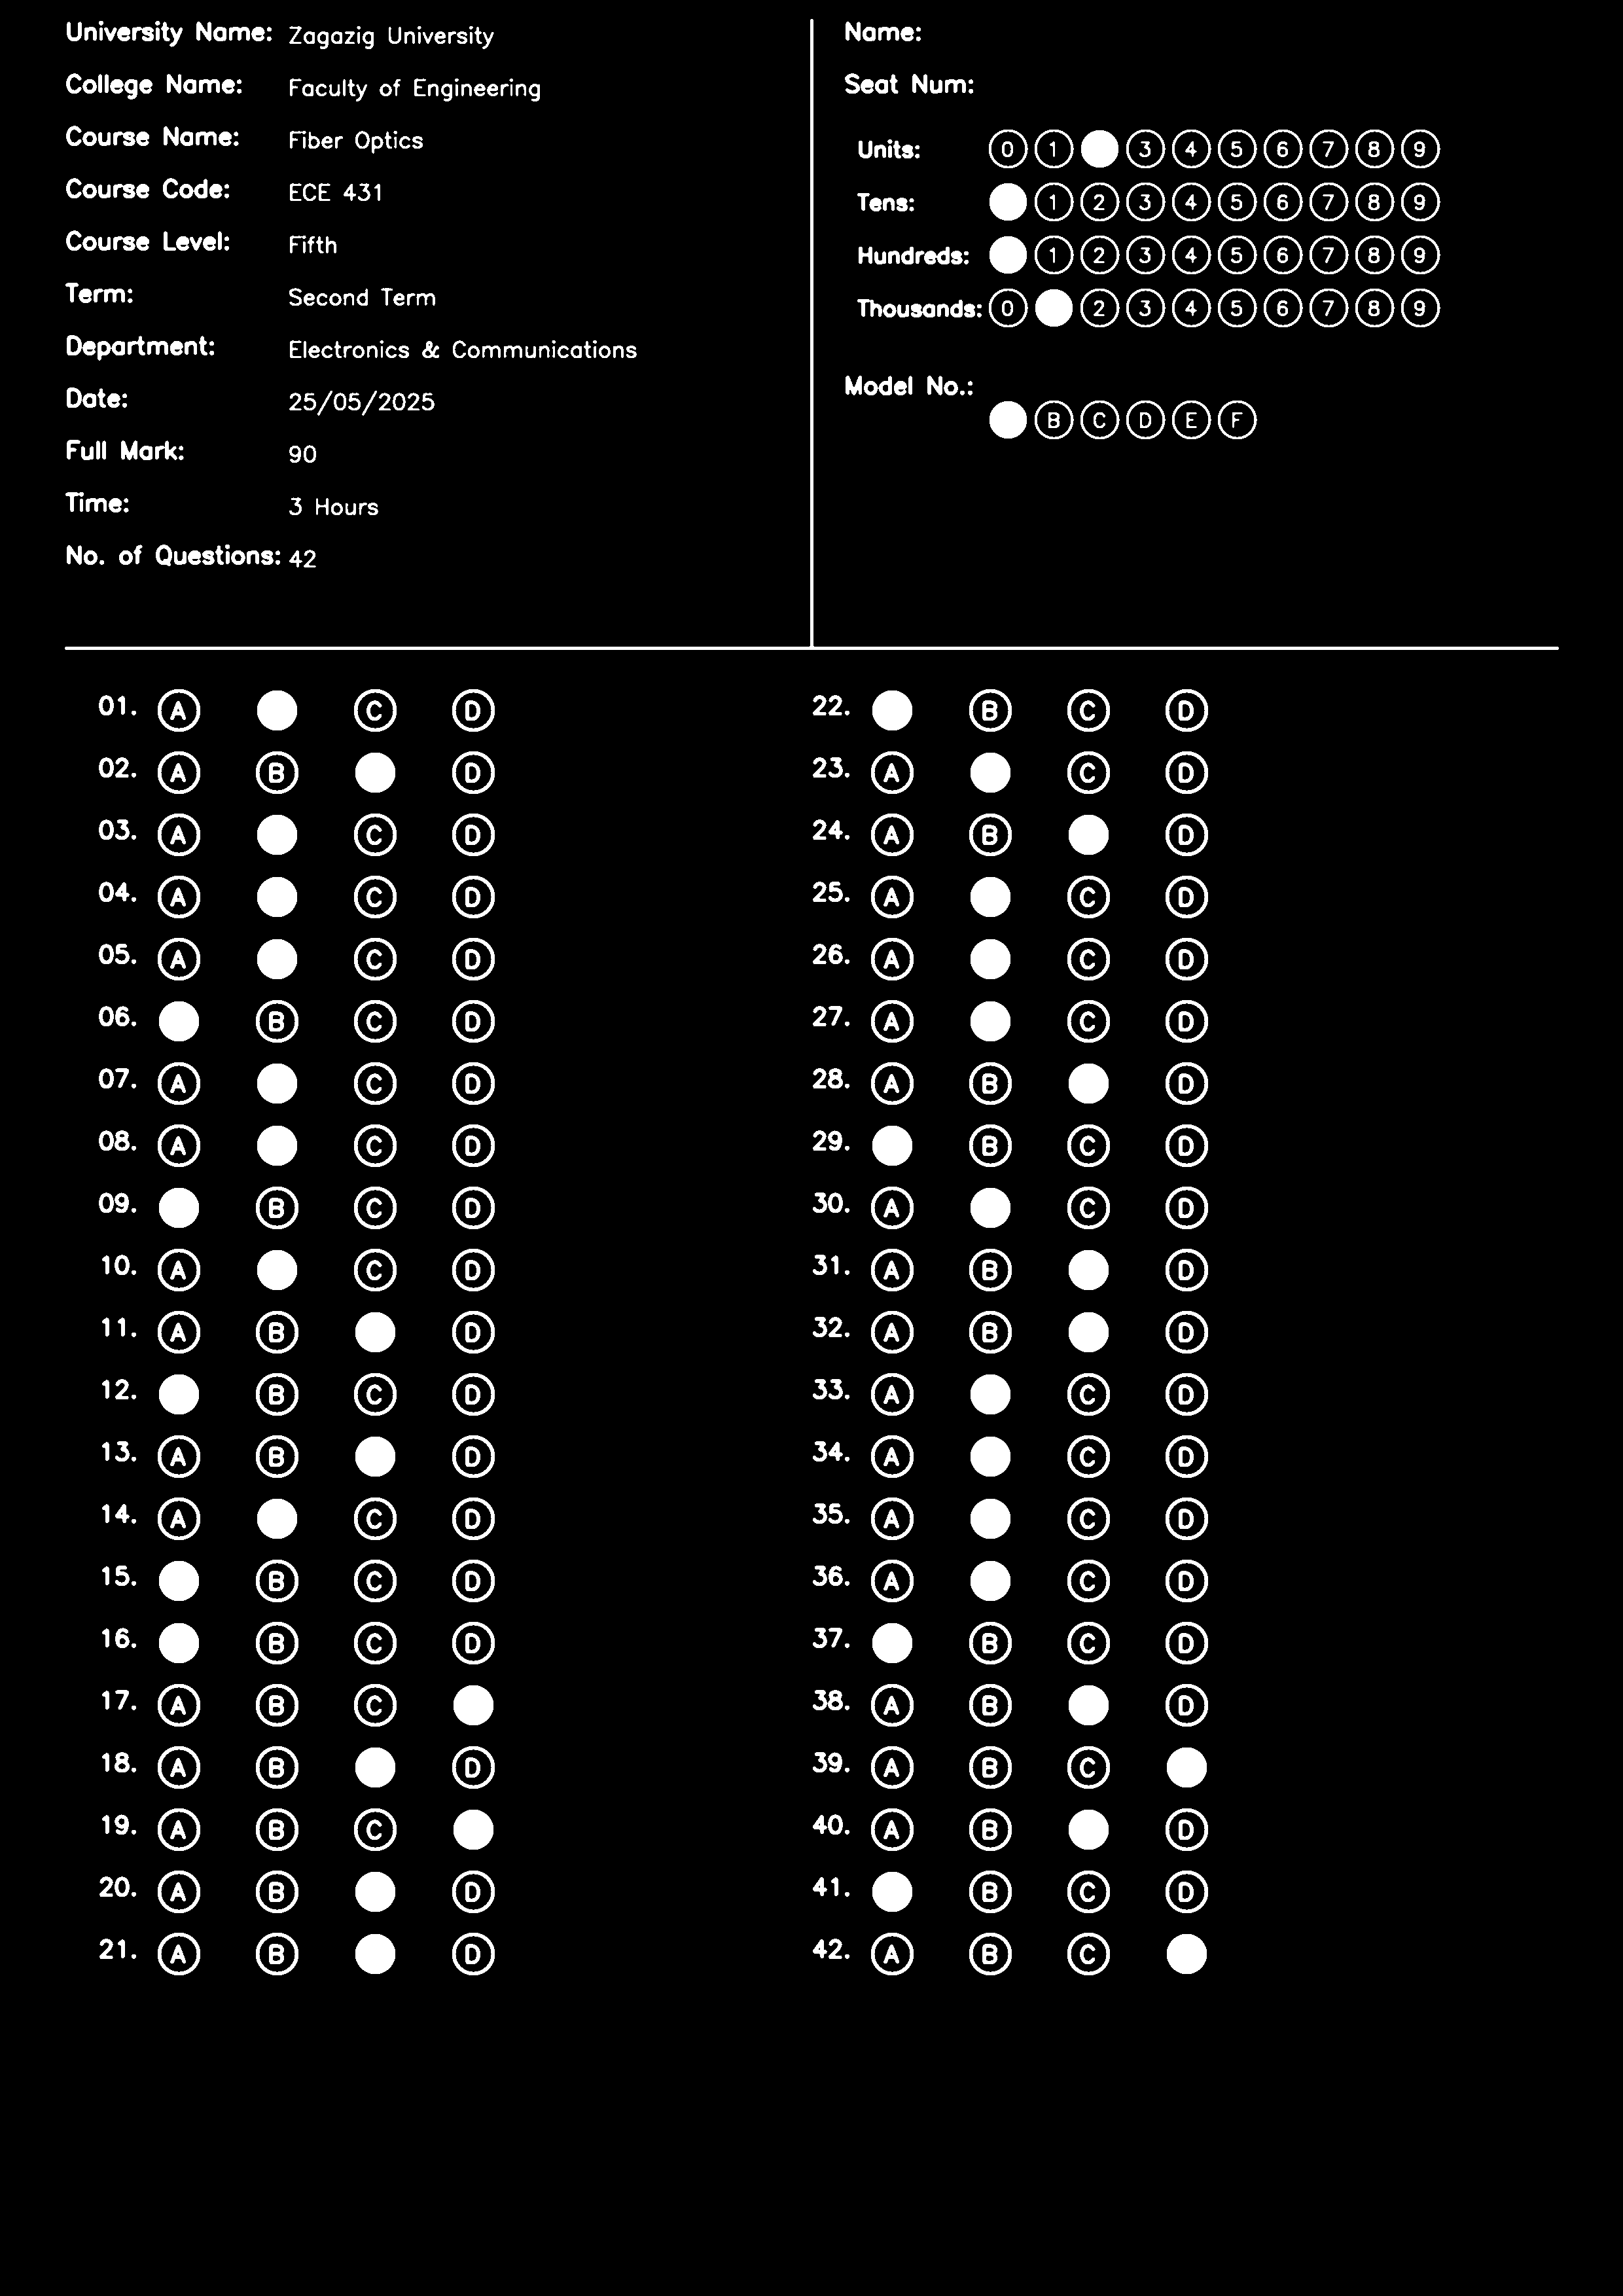 University Name: Zagazig University
College Name: Faculty of Engineering
Course Name: Fiber Optics
Course Code: ECE 431
Course Level: Fifth
Term: Second Term
Department: Electronics & Communications
Date: 25/05/2025
Full Mark: 90
Time: 3 Hours
No. of Questions: 42
Name:
Seat Num:
Units: 0 1 3 4 5 6 7 8 9
Tens: 1 2 3 4 5 6 7 8 9
Hundreds: 1 2 3 4 5 6 7 8 9
Thousands: 0 2 3 4 5 6 7 8 9
Model No.:
B C D E F
01. A C D
02. A B D
03. A C D
04. A C D
05. A C D
06. B C D
07. A C D
08. A C D
09. B C D
10. A C D
11. A B D
12. B C D
13. A B D
14. A C D
15. B C D
16. B C D
17. A B C
18. A B D
19. A B C
20. A B D
21. A B D
22. B C D
23. A C D
24. A B D
25. A C D
26. A C D
27. A C D
28. A B D
29. B C D
30. A C D
31. A B D
32. A B D
33. A C D
34. A C D
35. A C D
36. A C D
37. B C D
38. A B D
39. A B C
40. A B D
41. B C D
42. A B C